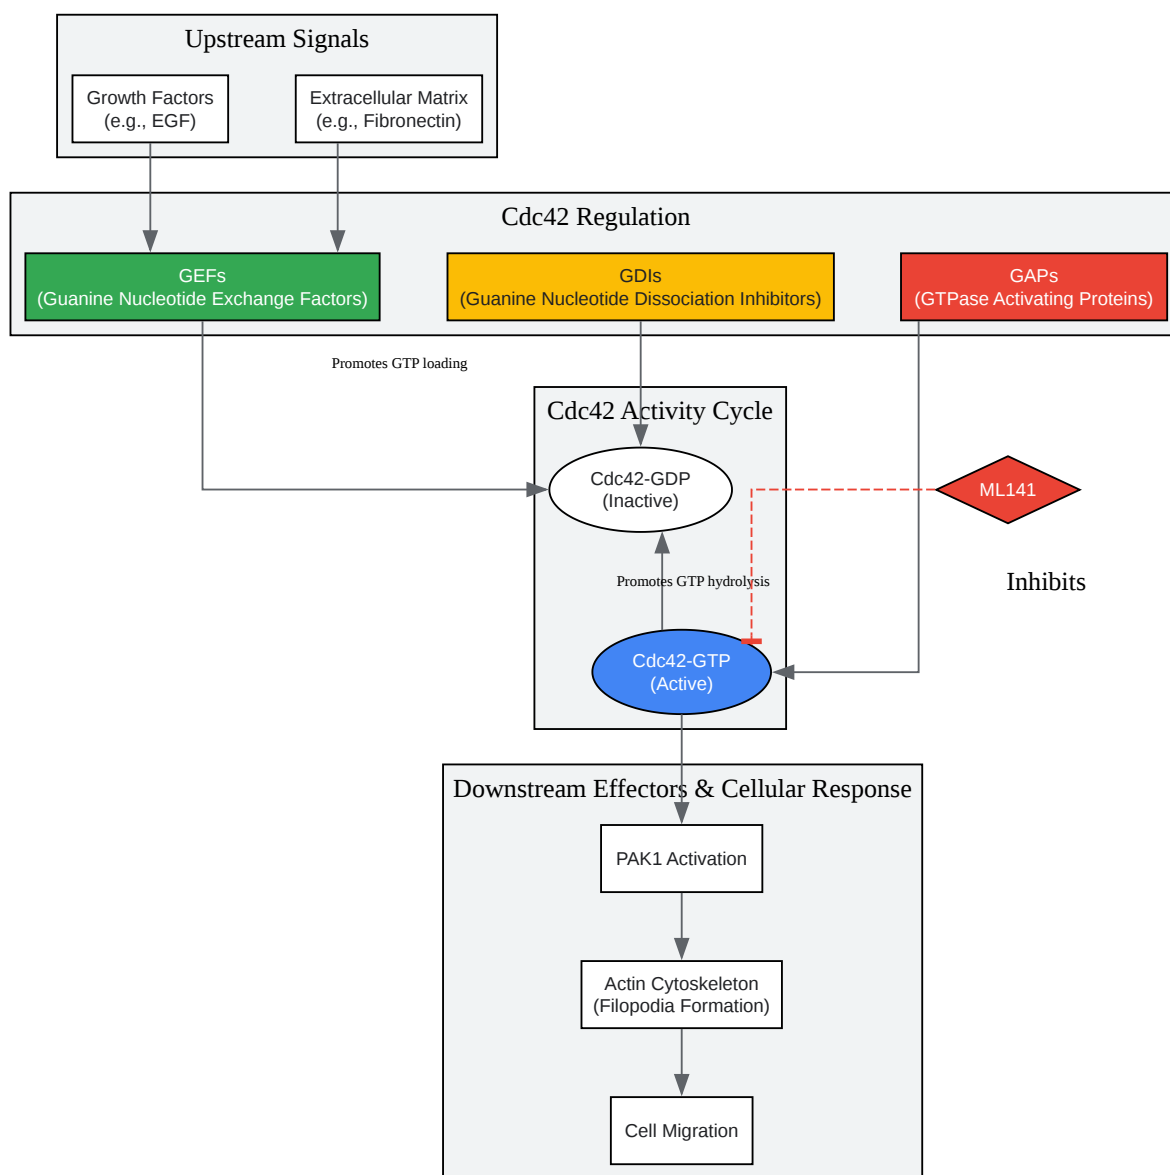 Upstream Signals
Growth Factors
(e.g., EGF)
Extracellular Matrix
(e.g., Fibronectin)
Cdc42 Regulation
GEFs
(Guanine Nucleotide Exchange Factors)
GDIs
(Guanine Nucleotide Dissociation Inhibitors)
GAPs
(GTPase Activating Proteins)
Promotes GTP loading
Cdc42 Activity Cycle
Cdc42-GDP
(Inactive)
ML141
Promotes GTP hydrolysis
Inhibits
Cdc42-GTP
(Active)
Downstream Effectors & Cellular Response
PAK1 Activation
Actin Cytoskeleton
(Filopodia Formation)
Cell Migration